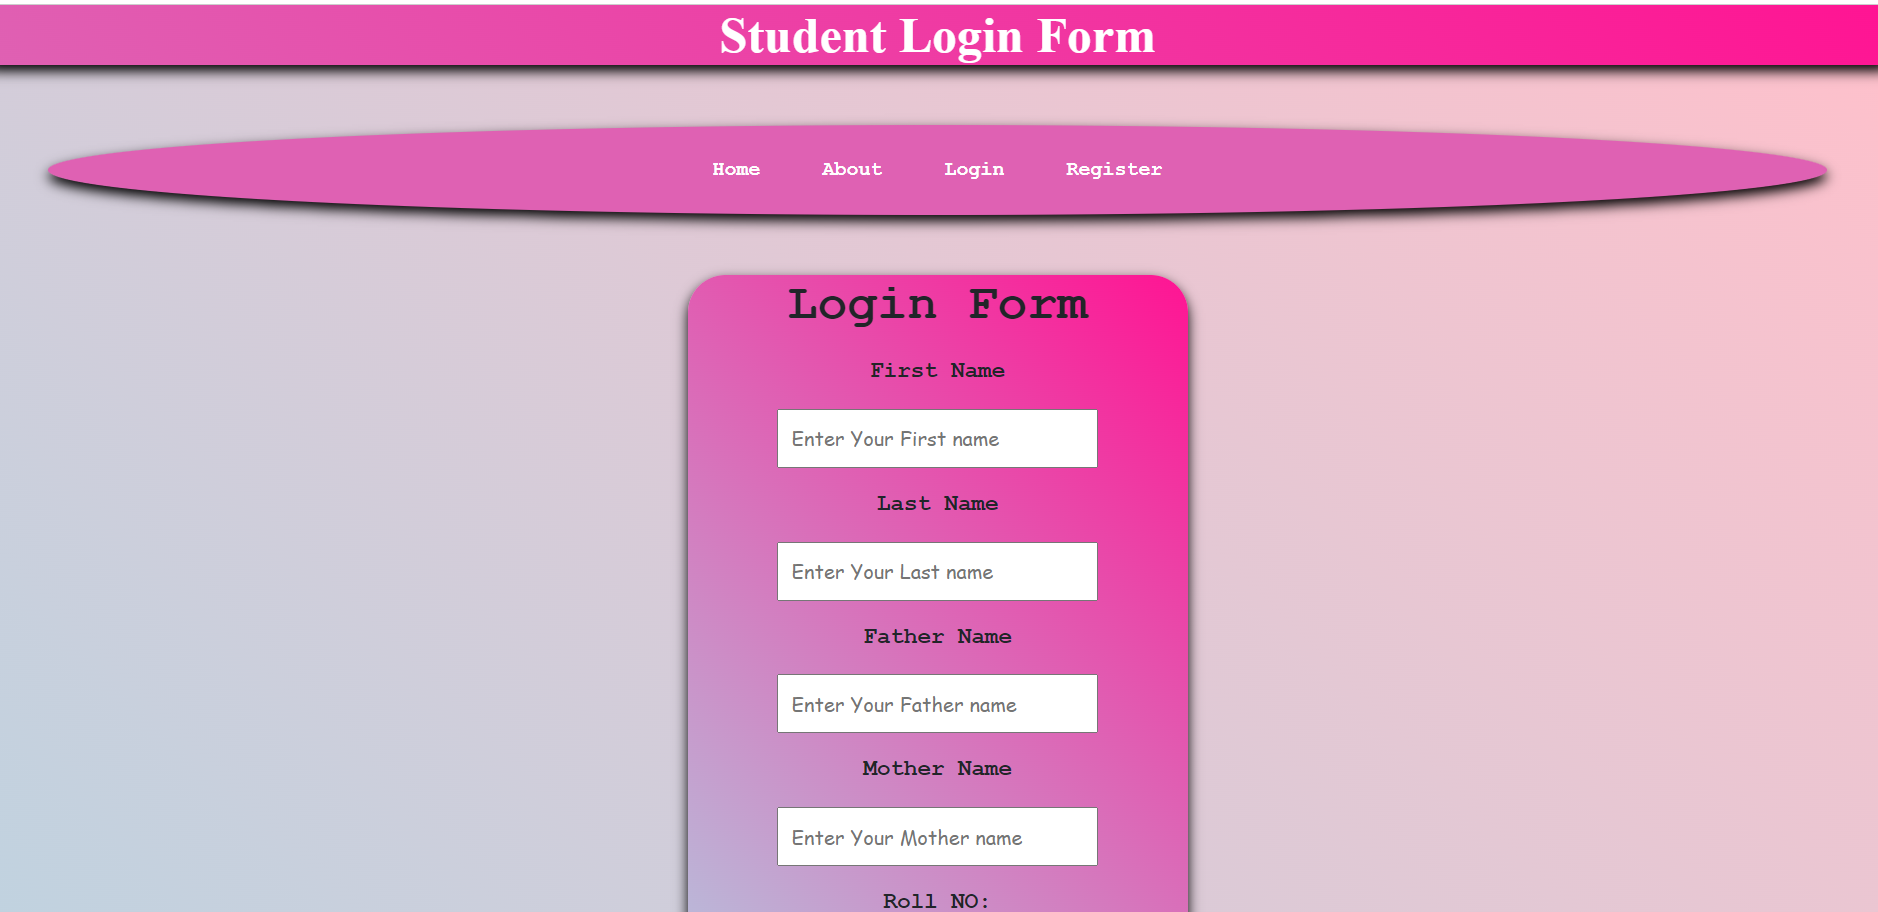 Student Login Form
Home About Login Register
Login Form
First Name
Enter Your First name
Last Name
Enter Your Last name
Father Name
Enter Your Father name
Mother Name
Enter Your Mother name
Roll NO: